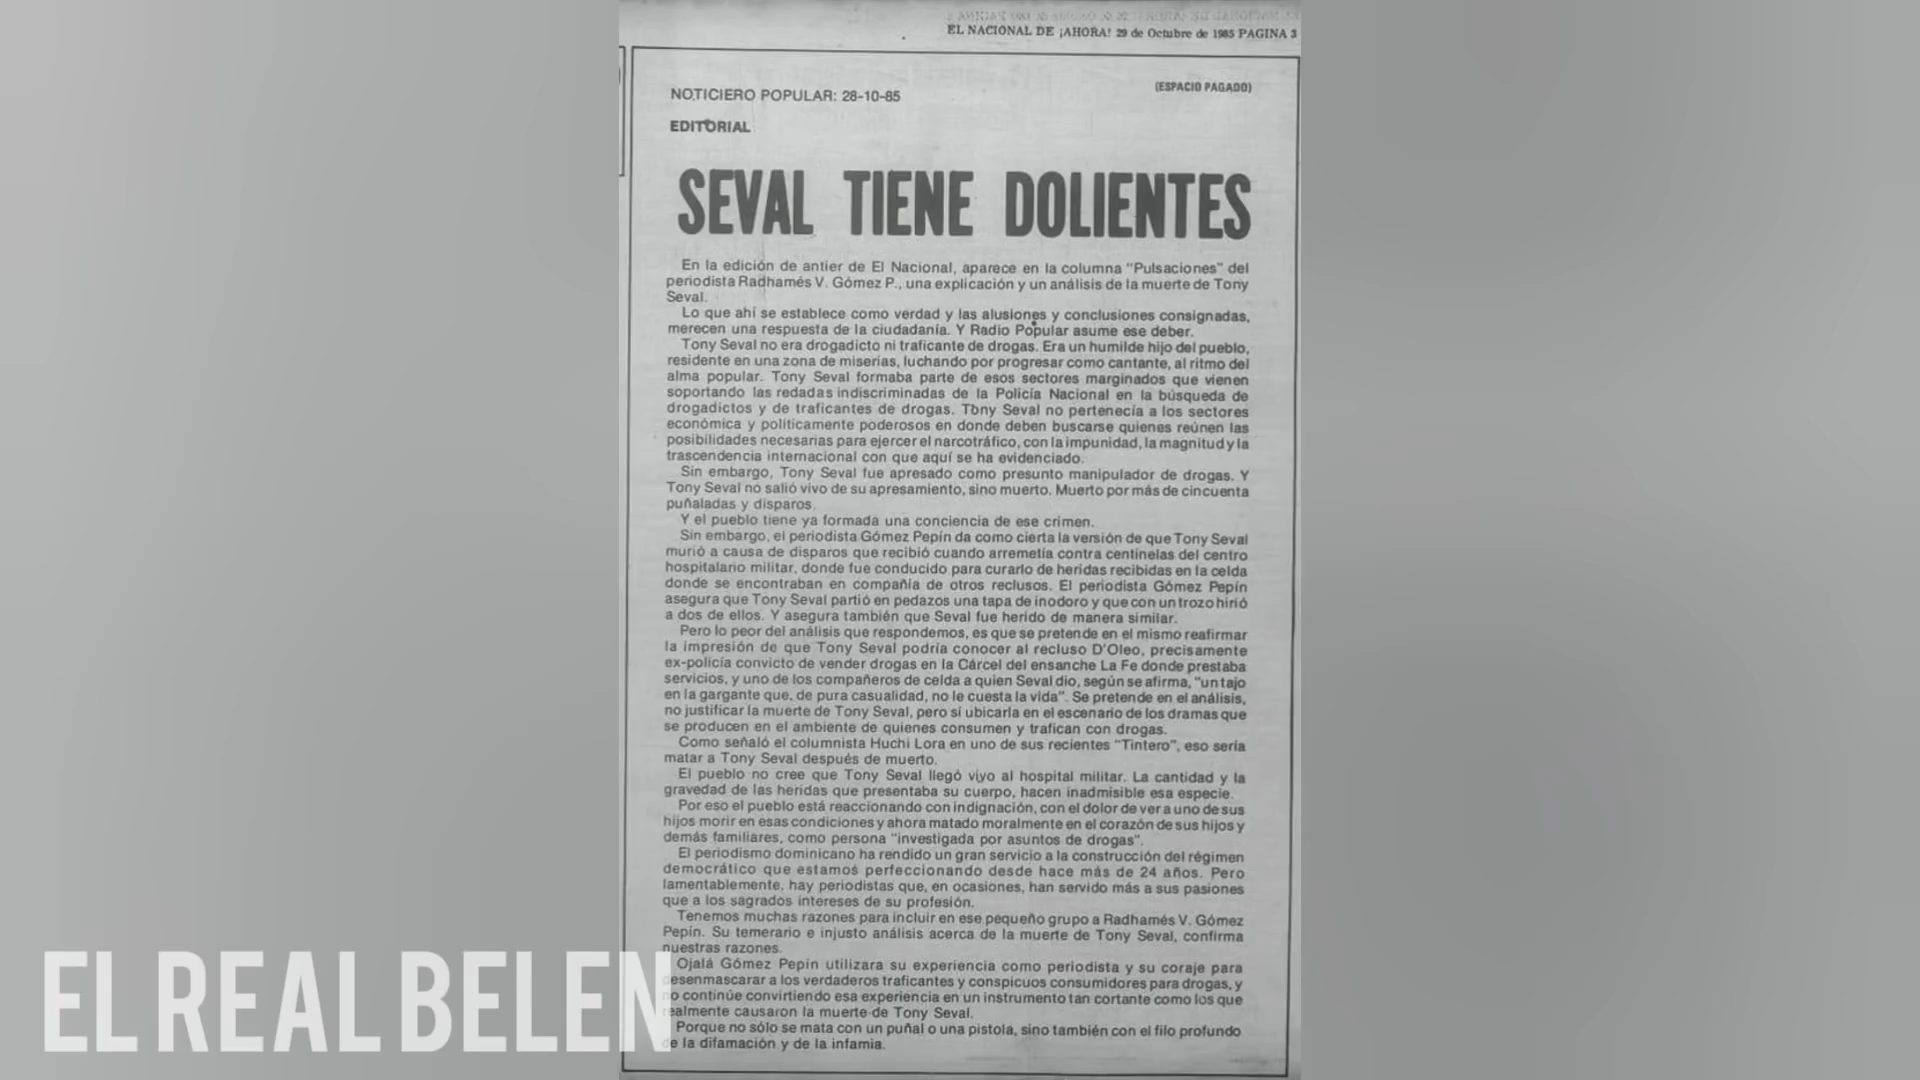 EL NACIONAL DE ¡AHORA! 29 de Octubre de 1985 PAGINA 3
(ESPACIO PAGADO)
NOTICIERO POPULAR: 28-10-85
EDITORIAL
SEVAL TIENE DOLIENTES
En la edición de antier de El Nacional, aparece en la columna "Pulsaciones" del
periodista Radhamés V. Gómez P., una explicación y un análisis de la muerte de Tony
Seval.
Lo que ahí se establece como verdad y las alusiones y conclusiones consignadas,
merecen una respuesta de la ciudadanía. Y Radio Popular asume ese deber.
Tony Seval no era drogadicto ni traficante de drogas. Era un humilde hijo del pueblo,
residente en una zona de miserias, luchando por progresar como cantante, al ritmo del
alma popular. Tony Seval formaba parte de esos sectores marginados que vienen
soportando las redadas indiscriminadas de la Policía Nacional en la búsqueda de
drogadictos y de traficantes de drogas. Tony Seval no pertenecía a los sectores
económica y políticamente poderosos en donde deben buscarse quienes reúnen las
posibilidades necesarias para ejercer el narcotráfico, con la impunidad, la magnitud y la
trascendencia internacional con que aquí se ha evidenciado.
Sin embargo, Tony Seval fue apresado como presunto manipulador de drogas. Y
Tony Seval no salió vivo de su apresamiento, sino muerto. Muerto por más de cincuenta
puñaladas y disparos.
Y el pueblo tiene ya formada una conciencia de ese crimen.
Sin embargo, el periodista Gómez Pepín da como cierta la versión de que Tony Seval
murió a causa de disparos que recibió cuando arremetía contra centinelas del centro
hospitalario militar, donde fue conducido para curarlo de heridas recibidas en la celda
donde se encontraban en compañía de otros reclusos. El periodista Gómez Pepín
asegura que Tony Seval partió en pedazos una tapa de inodoro y que con un trozo hirió
a dos de ellos. Y asegura también que Seval fue herido de manera similar.
Pero lo peor del análisis que respondemos, es que se pretende en el mismo reafirmar
la impresión de que Tony Seval podría conocer al recluso D'Oleo, precisamente
ex-policía convicto de vender drogas en la Cárcel del ensanche La Fe donde prestaba
servicios, y uno de los compañeros de celda a quien Seval dio, según se afirma, "un tajo
en la gargante que, de pura casualidad, no le cuesta la vida". Se pretende en el análisis,
no justificar la muerte de Tony Seval, pero sí ubicarla en el escenario de los dramas que
se producen en el ambiente de quienes consumen y trafican con drogas.
Como señaló el columnista Huchi Lora en uno de sus recientes "Tintero", eso sería
matar a Tony Seval después de muerto.
El pueblo no cree que Tony Seval llegó vivo al hospital militar. La cantidad y la
gravedad de las heridas que presentaba su cuerpo, hacen inadmisible esa especie.
Por eso el pueblo está reaccionando con indignación, con el dolor de ver a uno de sus
hijos morir en esas condiciones y ahora matado moralmente en el corazón de sus hijos y
demás familiares, como persona "investigada por asuntos de drogas".
El periodismo dominicano ha rendido un gran servicio a la construcción del régimen
democrático que estamos perfeccionando desde hace más de 24 años. Pero
lamentablemente, hay periodistas que, en ocasiones, han servido más a sus pasiones
que a los sagrados intereses de su profesión.
Tenemos muchas razones para incluir en ese pequeño grupo a Radhamés V. Gómez
Pepín. Su temerario e injusto análisis acerca de la muerte de Tony Seval, confirma
nuestras razones.
Ojalá Gómez Pepín utilizara su experiencia como periodista y su coraje para
desenmascarar a los verdaderos traficantes y conspicuos consumidores para drogas, y
no continúe convirtiendo esa experiencia en un instrumento tan cortante como los que
realmente causaron la muerte de Tony Seval.
Porque no sólo se mata con un puñal o una pistola, sino también con el filo profundo
de la difamación y de la infamia.
EL REAL BELEN